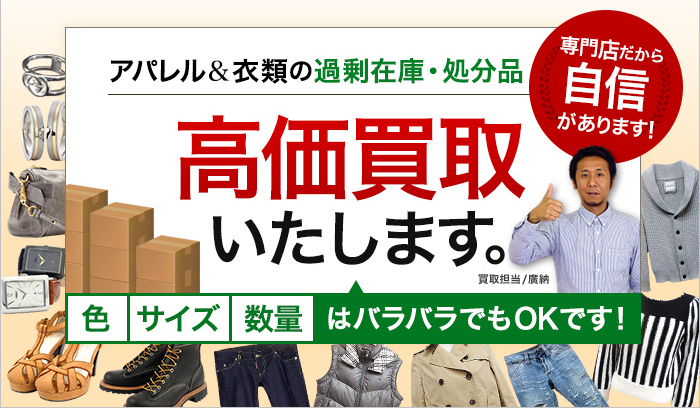 アパレル&衣類の過剰在庫・処分品
専門店だから
自信
があります!
高価買取
いたします。
買取担当/廣納
色 サイズ 数量 はバラバラでもOKです!